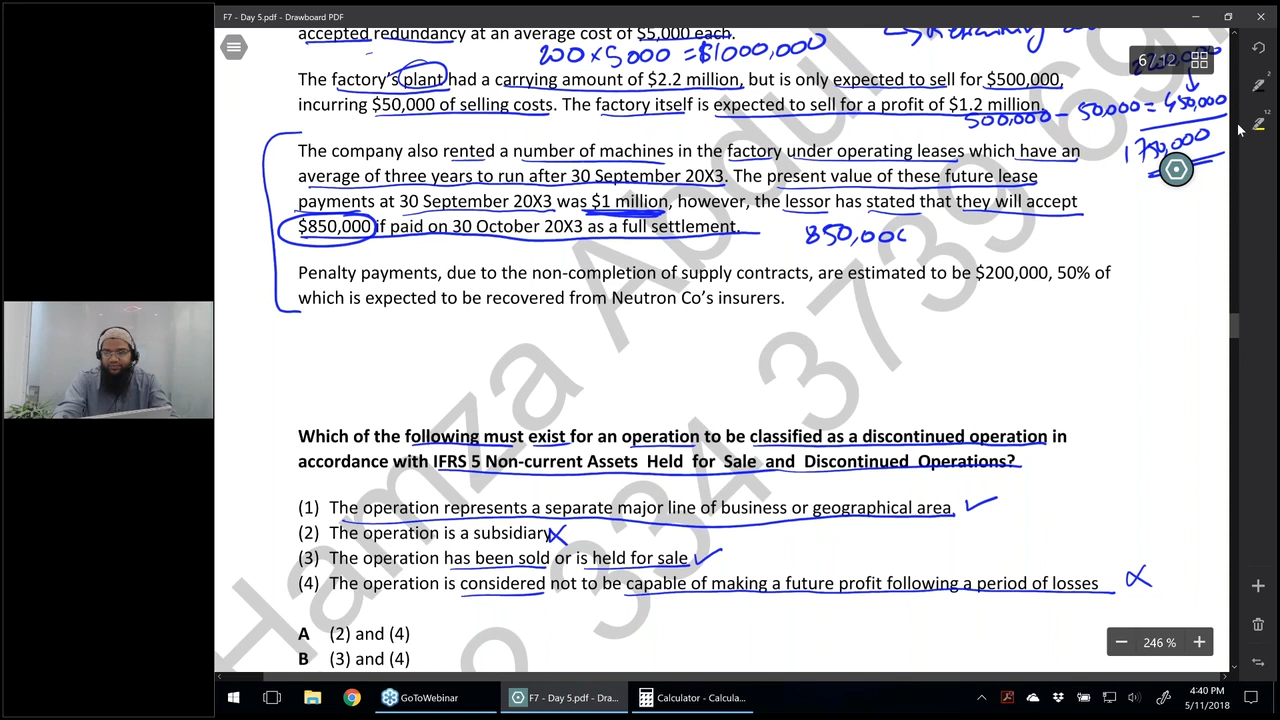 F7 - Day 5.pdf - Drawboard PDF
accepted redundancy at an average cost of $5,000 each.
200 x 5000 = $1000,000
6 12
The factory's plant had a carrying amount of $2.2 million, but is only expected to sell for $500,000,
incurring $50,000 of selling costs. The factory itself is expected to sell for a profit of $1.2 million.
500,000 - 50,000 = 450,000
1750,000
The company also rented a number of machines in the factory under operating leases which have an
average of three years to run after 30 September 20X3. The present value of these future lease
payments at 30 September 20X3 was $1 million, however, the lessor has stated that they will accept
$850,000 if paid on 30 October 20X3 as a full settlement.
850,000
Penalty payments, due to the non-completion of supply contracts, are estimated to be $200,000, 50% of
which is expected to be recovered from Neutron Co's insurers.
Which of the following must exist for an operation to be classified as a discontinued operation in
accordance with IFRS 5 Non-current Assets Held for Sale and Discontinued Operations?
(1) The operation represents a separate major line of business or geographical area
(2) The operation is a subsidiary
(3) The operation has been sold or is held for sale
(4) The operation is considered not to be capable of making a future profit following a period of losses
A (2) and (4)
B (3) and (4)
Hamza Abdul
334 3739 69
246 %
GoToWebinar
F7 - Day 5.pdf - Dra...
Calculator - Calcula...
4:40 PM
5/11/2018